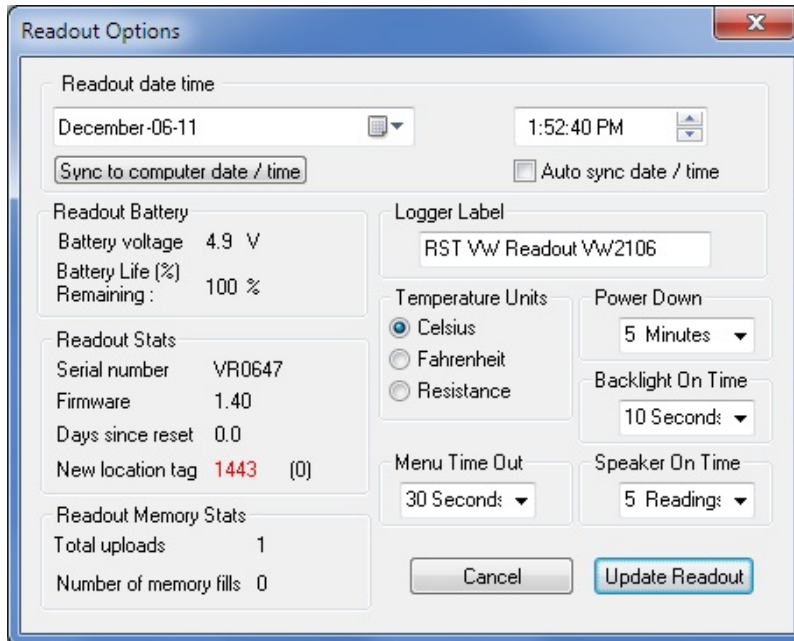 Readout Options
Readout date time
December-06-11
1:52:40 PM
Sync to computer date / time
Auto sync date / time
Readout Battery
Battery voltage 4.9 V
Battery Life (%)
Remaining : 100 %
Logger Label
RST VW Readout VW2106
Temperature Units
Celsius
Fahrenheit
Resistance
Power Down
5 Minutes
Backlight On Time
10 Second:
Readout Stats
Serial number VR0647
Firmware 1.40
Days since reset 0.0
New location tag 1443 (0)
Menu Time Out
30 Second:
Speaker On Time
5 Reading:
Readout Memory Stats
Total uploads 1
Number of memory fills 0
Cancel
Update Readout